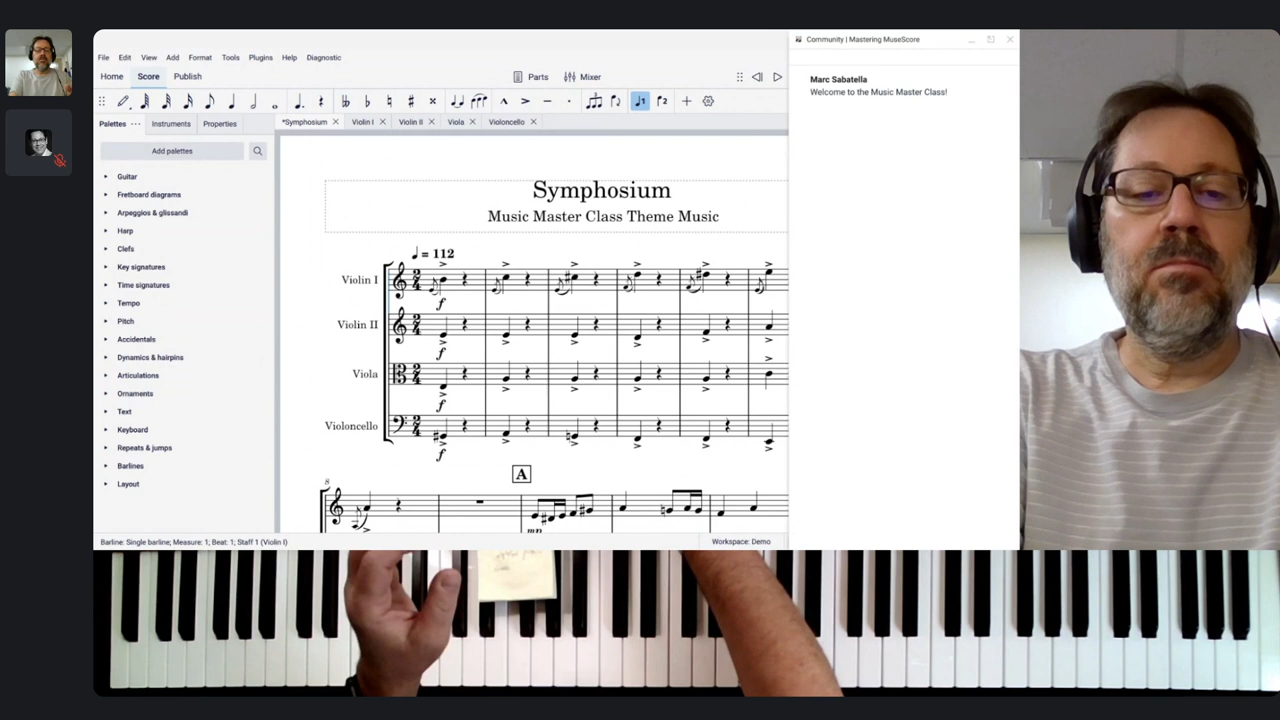 File Edit View Add Format Tools Plugins Help Diagnostic
Home Score Publish Parts Mixer
Palettes ··· Instruments Properties
*Symphosium Violin I Violin II Viola Violoncello
Add palettes
Guitar
Fretboard diagrams
Arpeggios & glissandi
Harp
Clefs
Key signatures
Time signatures
Tempo
Pitch
Accidentals
Dynamics & hairpins
Articulations
Ornaments
Text
Keyboard
Repeats & jumps
Barlines
Layout
Symphosium
Music Master Class Theme Music
= 112
Violin I
f
Violin II
f
Viola
f
Violoncello
f
A
8
mp
Barline: Single barline; Measure: 1; Beat: 1; Staff 1 (Violin I)
Workspace: Demo
Community | Mastering MuseScore
Marc Sabatella
Welcome to the Music Master Class!